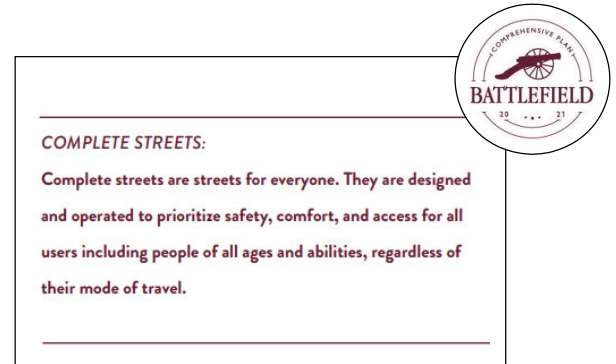 COMPREHENSIVE PLAN
BATTLEFIELD
20 21
COMPLETE STREETS:
Complete streets are streets for everyone. They are designed
and operated to prioritize safety, comfort, and access for all
users including people of all ages and abilities, regardless of
their mode of travel.